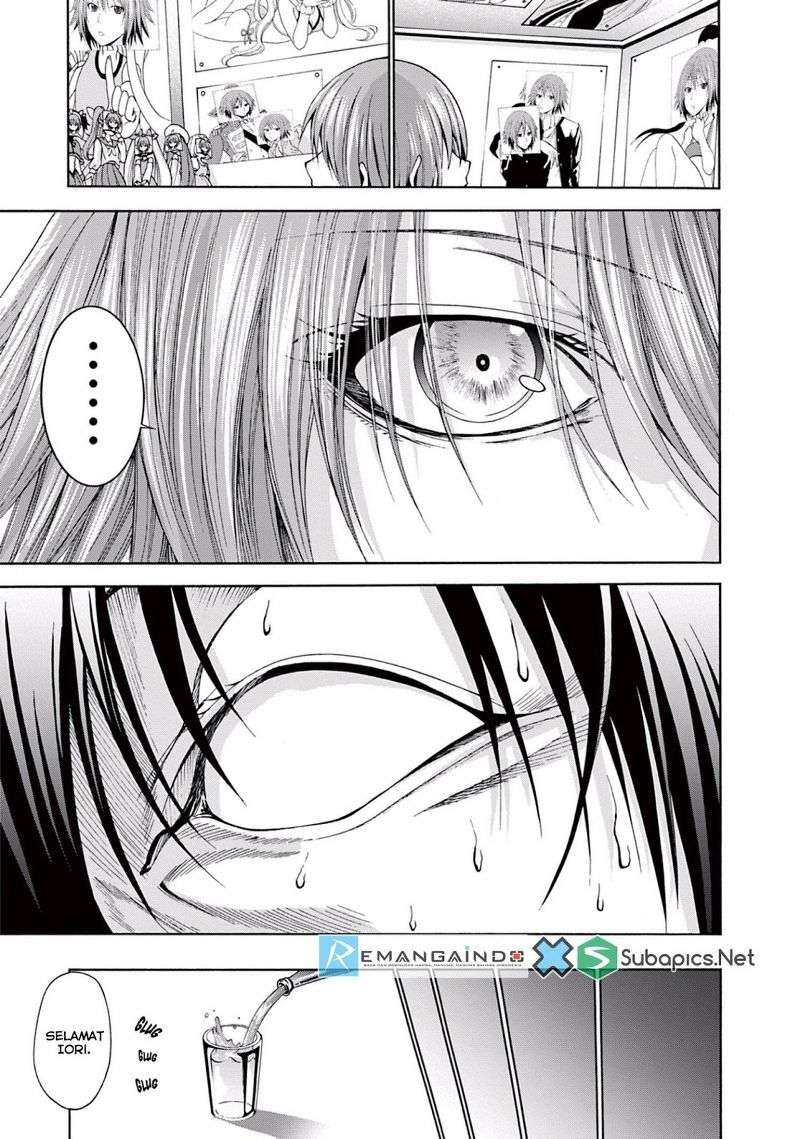 ......
REMANGAINDO
Subapics.Net
SELAMAT
IORI.
GLUG
GLUG
GLUG